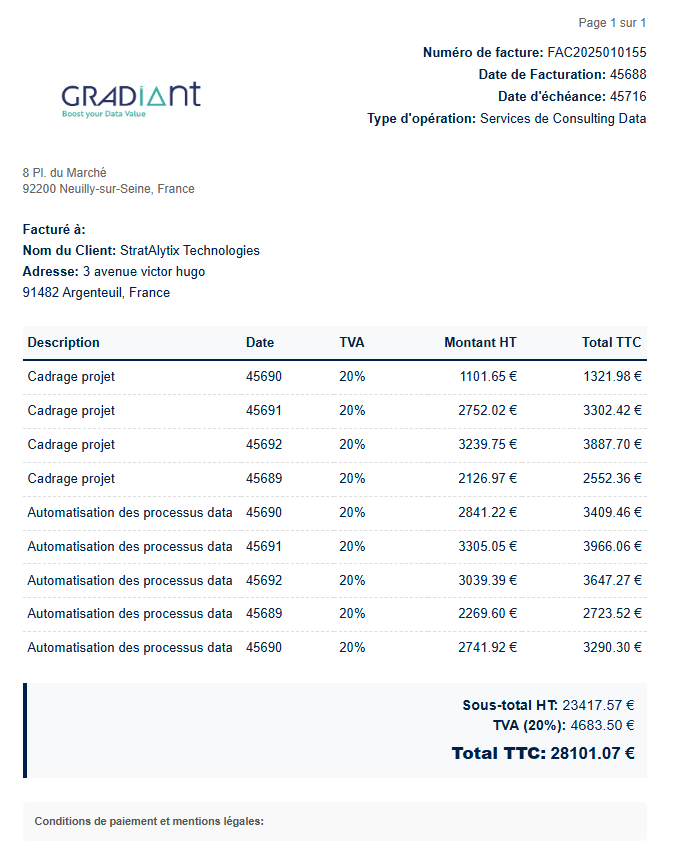 Page 1 sur 1
Numéro de facture: FAC2025010155
Date de Facturation: 45688
Date d'échéance: 45716
Type d'opération: Services de Consulting Data
GRADIANT
Boost your Data Value
8 Pl. du Marché
92200 Neuilly-sur-Seine, France
Facturé à:
Nom du Client: StratAlytix Technologies
Adresse: 3 avenue victor hugo
91482 Argenteuil, France
Description Date TVA Montant HT Total TTC
Cadrage projet 45690 20% 1101.65 € 1321.98 €
Cadrage projet 45691 20% 2752.02 € 3302.42 €
Cadrage projet 45692 20% 3239.75 € 3887.70 €
Cadrage projet 45689 20% 2126.97 € 2552.36 €
Automatisation des processus data 45690 20% 2841.22 € 3409.46 €
Automatisation des processus data 45691 20% 3305.05 € 3966.06 €
Automatisation des processus data 45692 20% 3039.39 € 3647.27 €
Automatisation des processus data 45689 20% 2269.60 € 2723.52 €
Automatisation des processus data 45690 20% 2741.92 € 3290.30 €
Sous-total HT: 23417.57 €
TVA (20%): 4683.50 €
Total TTC: 28101.07 €
Conditions de paiement et mentions légales: